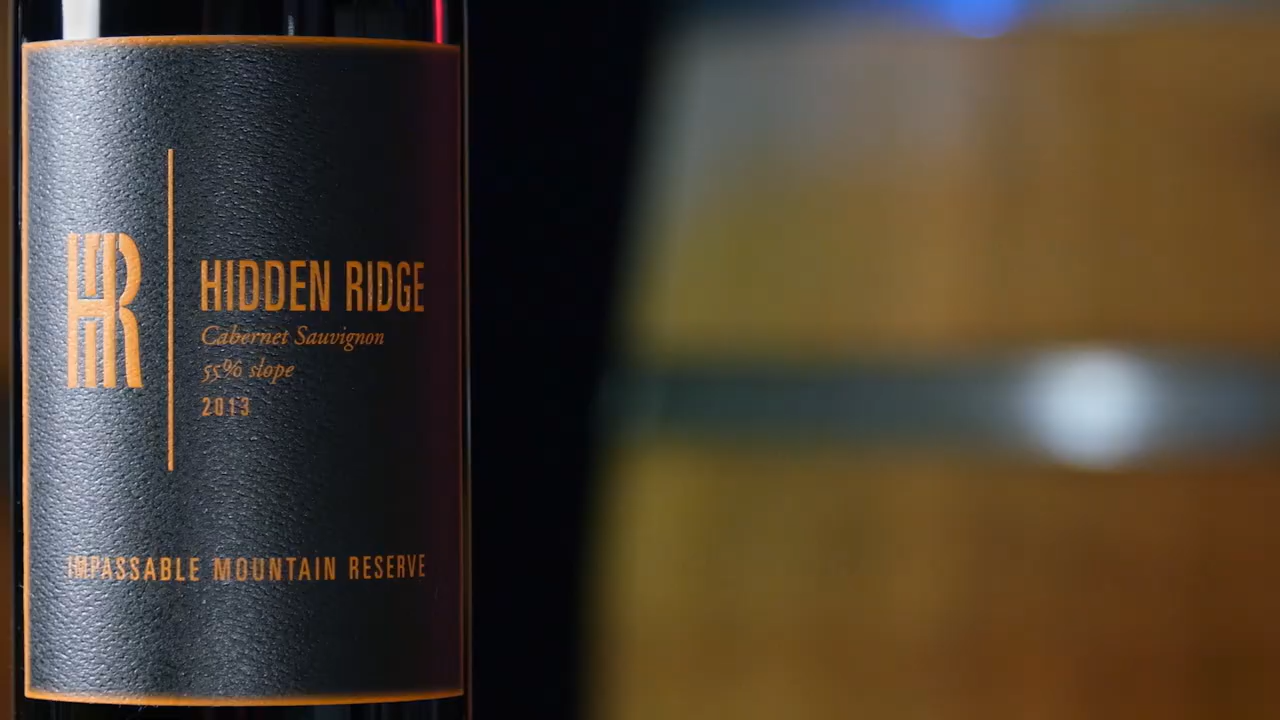 HR
HIDDEN RIDGE
Cabernet Sauvignon
55% slope
2013
IMPASSABLE MOUNTAIN RESERVE